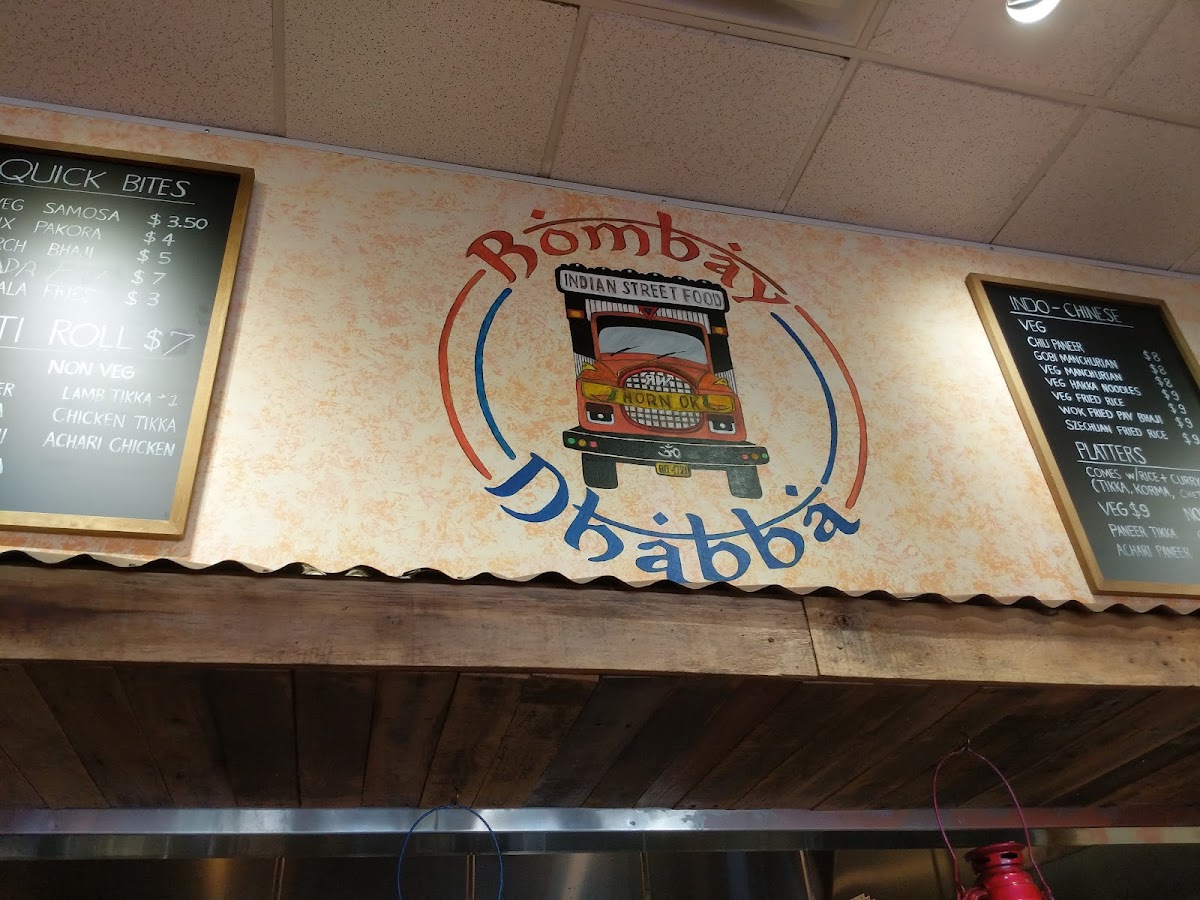 QUICK BITES
VEG SAMOSA $3.50
PAKORA $4
BHAJI $5
$7
FRIES $3
ROLL $7
NON VEG
LAMB TIKKA +1
CHICKEN TIKKA
ACHARI CHICKEN
Bombay
INDIAN STREET FOOD
HORN OK
ॐ
Dhabba
INDO-CHINESE
VEG
CHILI PANEER $8
GOBI MANCHURIAN $8
VEG MANCHURIAN $8
VEG HAKKA NOODLES $9
VEG FRIED RICE $9
WOK FRIED PAV BHAJI $9
SZECHUAN FRIED RICE
PLATTERS
COMES W/RICE + CURRY
(TIKKA, KORMA,
VEG $9
PANEER TIKKA
ACHARI PANEER